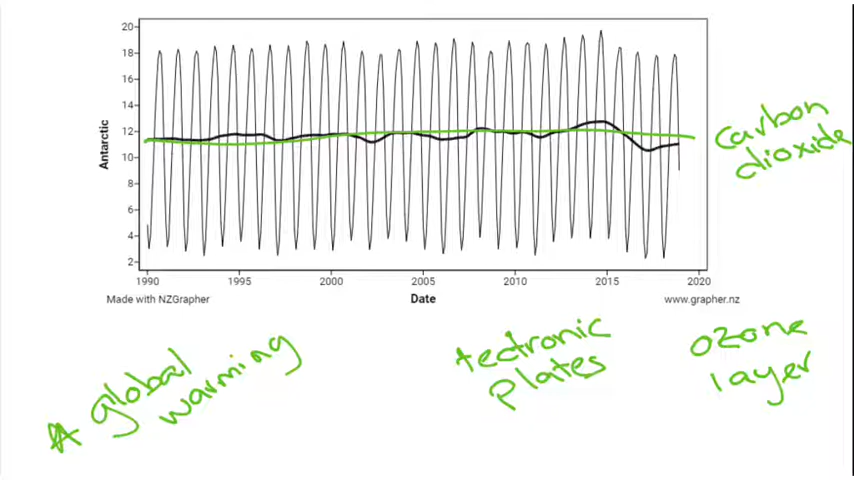 20
18
16
14
12
10
8
6
4
2
Antarctic
1990 1995 2000 2005 2010 2015 2020
Made with NZGrapher Date www.grapher.nz
Carbon
dioxide
global
warming
tectronic
plates
ozone
layer